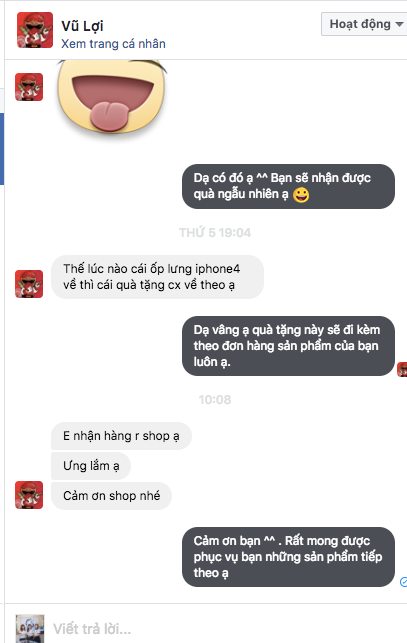 Vũ Lợi
Hoạt động
Xem trang cá nhân
Dạ có đó ạ ^^ Bạn sẽ nhận được
quà ngẫu nhiên ạ 😀
THỨ 5 19:04
Thế lúc nào cái ốp lưng iphone4
về thì cái quà tặng cx về theo ạ
Dạ vâng ạ quà tặng này sẽ đi kèm
theo đơn hàng sản phẩm của bạn
luôn ạ.
10:08
E nhận hàng r shop ạ
Ưng lắm ạ
Cảm ơn shop nhé
Cảm ơn bạn ^^ . Rất mong được
phục vụ bạn những sản phẩm tiếp
theo ạ
Viết trả lời...